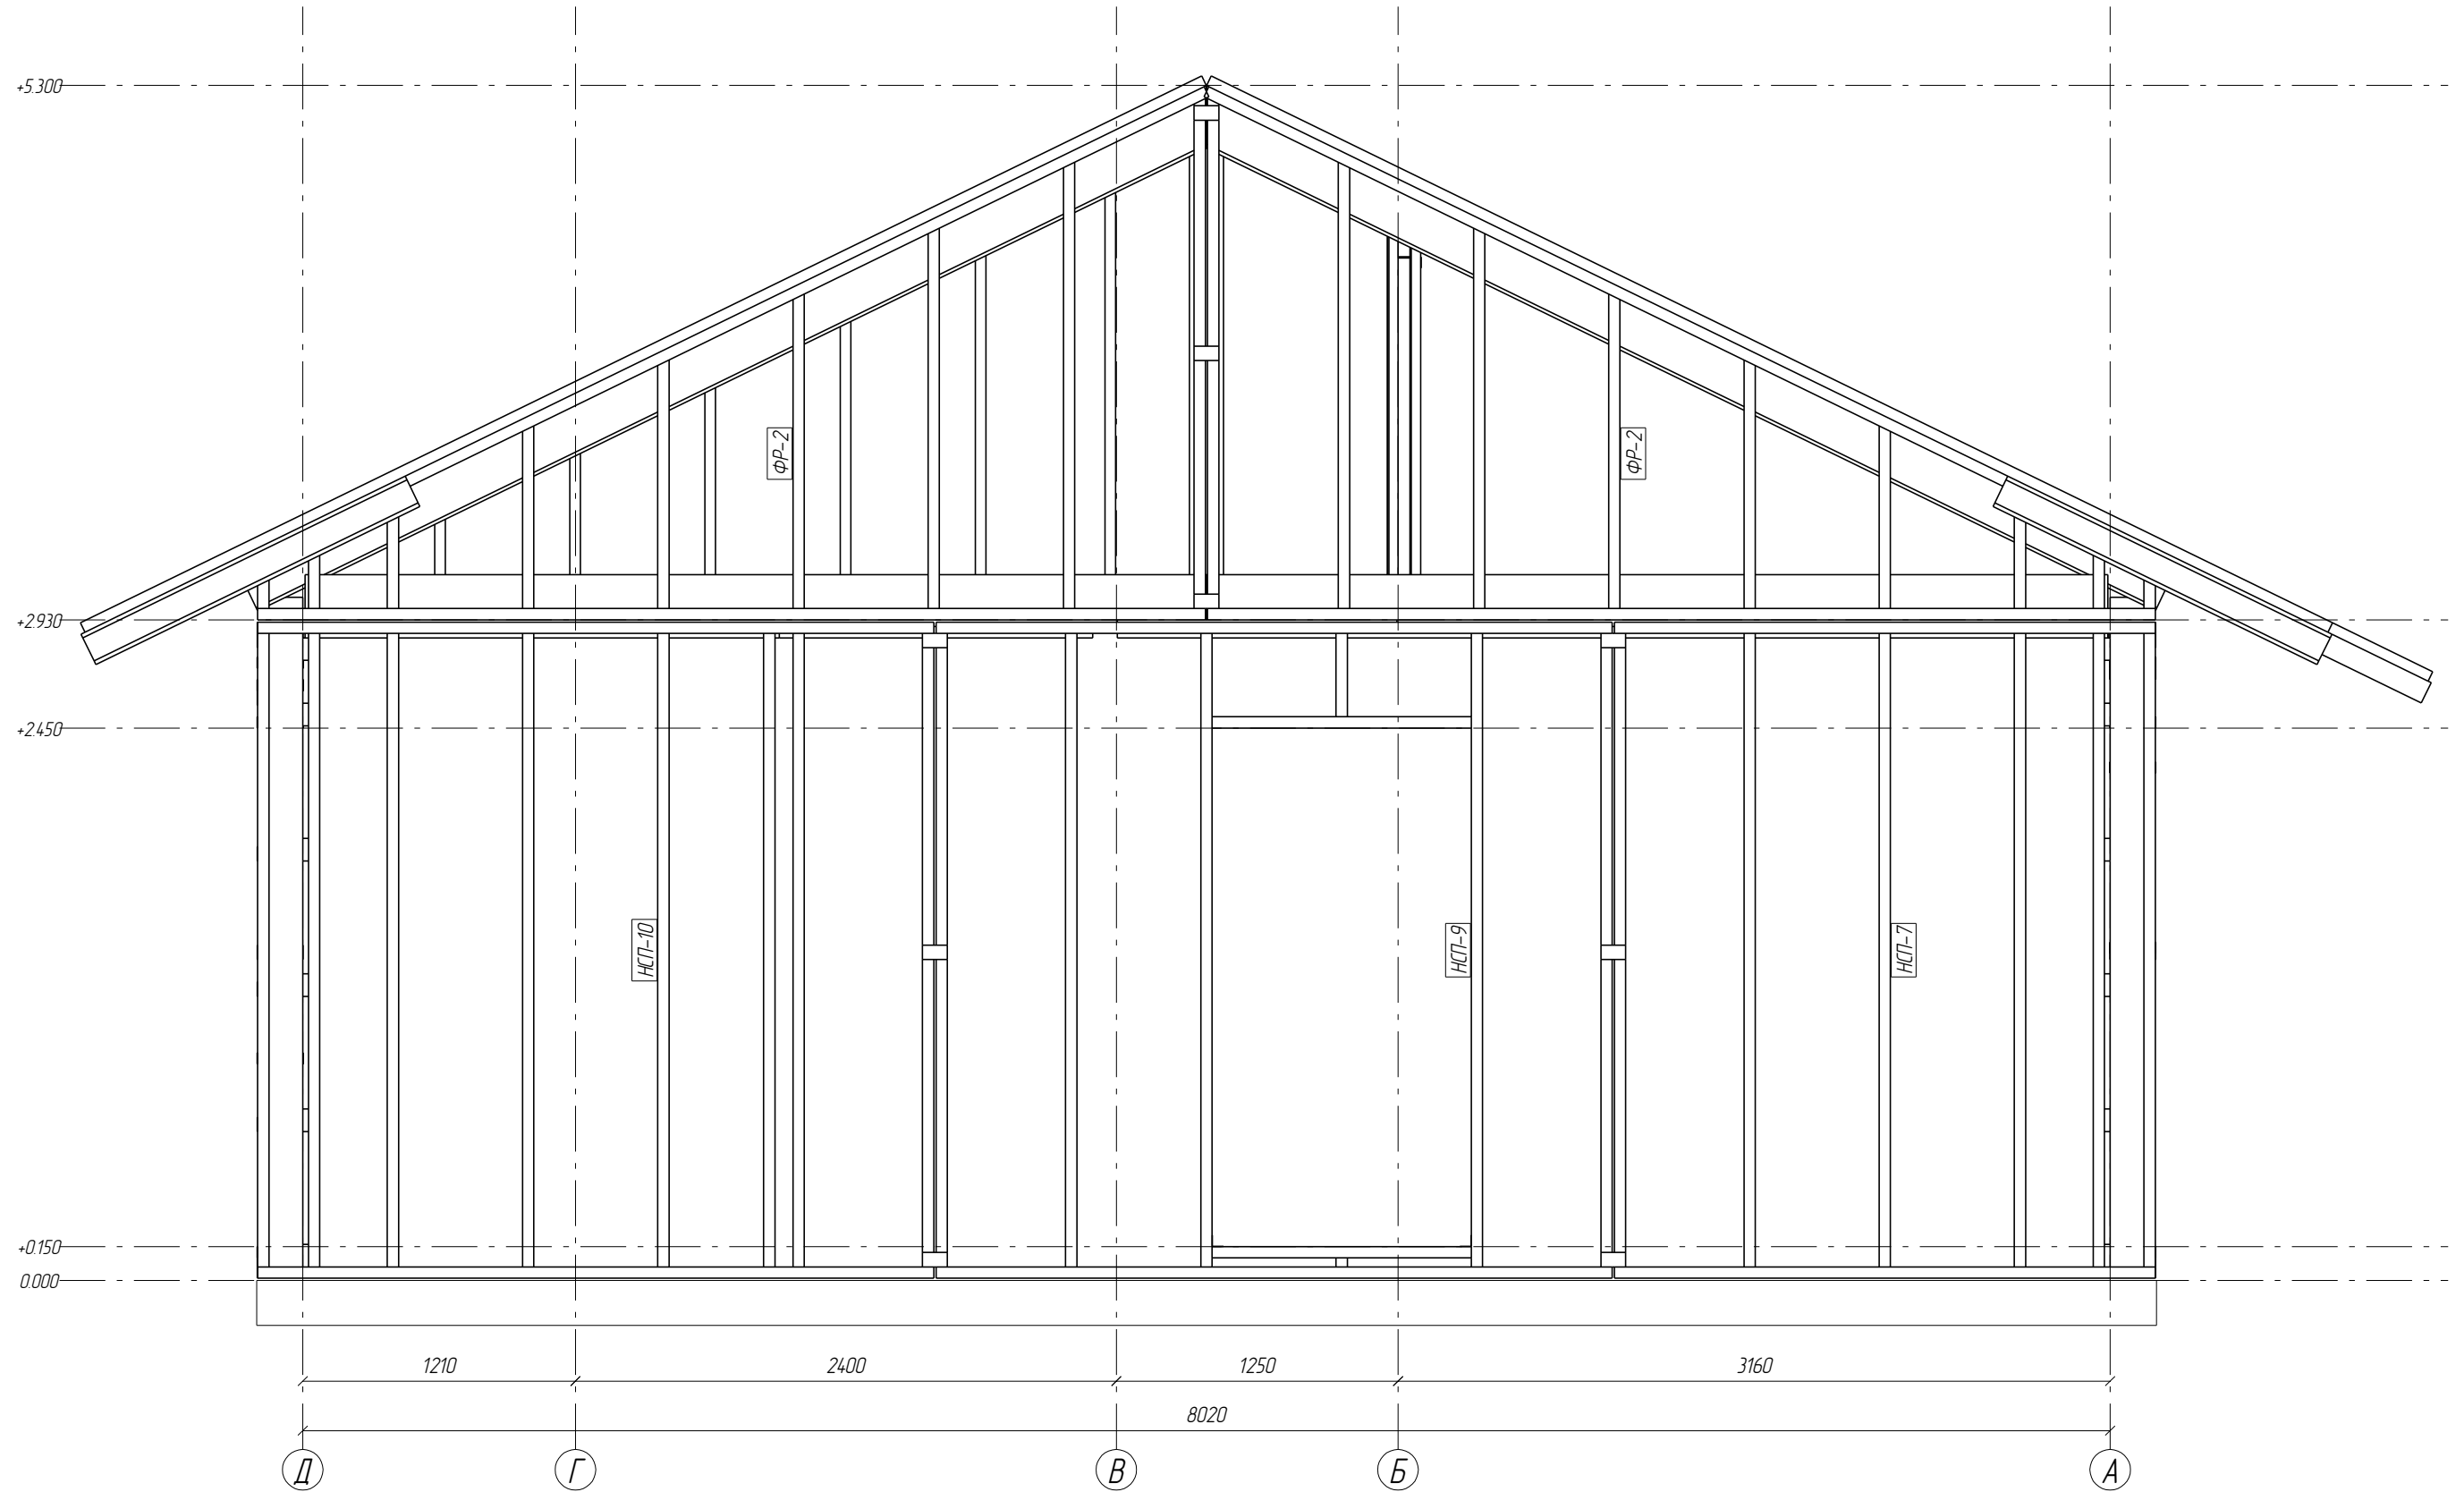 +5.300
ФР-2
ФР-2
+2.930
+2.450
НСП-10
НСП-9
НСП-7
+0.150
0.000
1210
2400
1250
3160
8020
Д
Г
В
Б
А